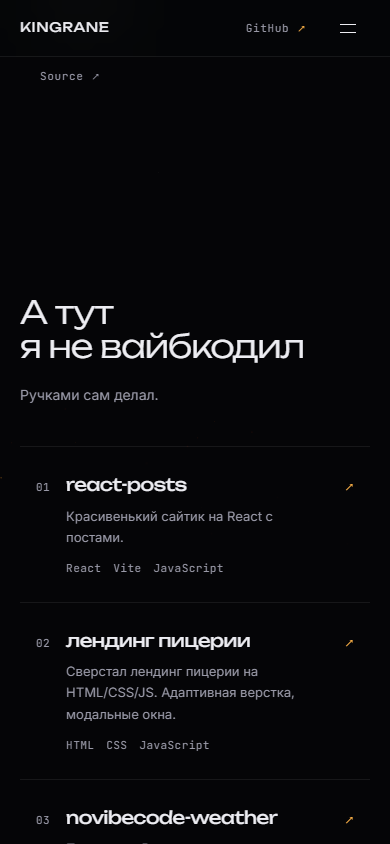 KINGRANE
GitHub ↗
Source ↗
А тут
я не вайбкодил
Ручками сам делал.
01 react-posts ↗
Красивенький сайтик на React с
постами.
React Vite JavaScript
02 лендинг пицерии ↗
Сверстал лендинг пицерии на
HTML/CSS/JS. Адаптивная верстка,
модальные окна.
HTML CSS JavaScript
03 novibecode-weather ↗